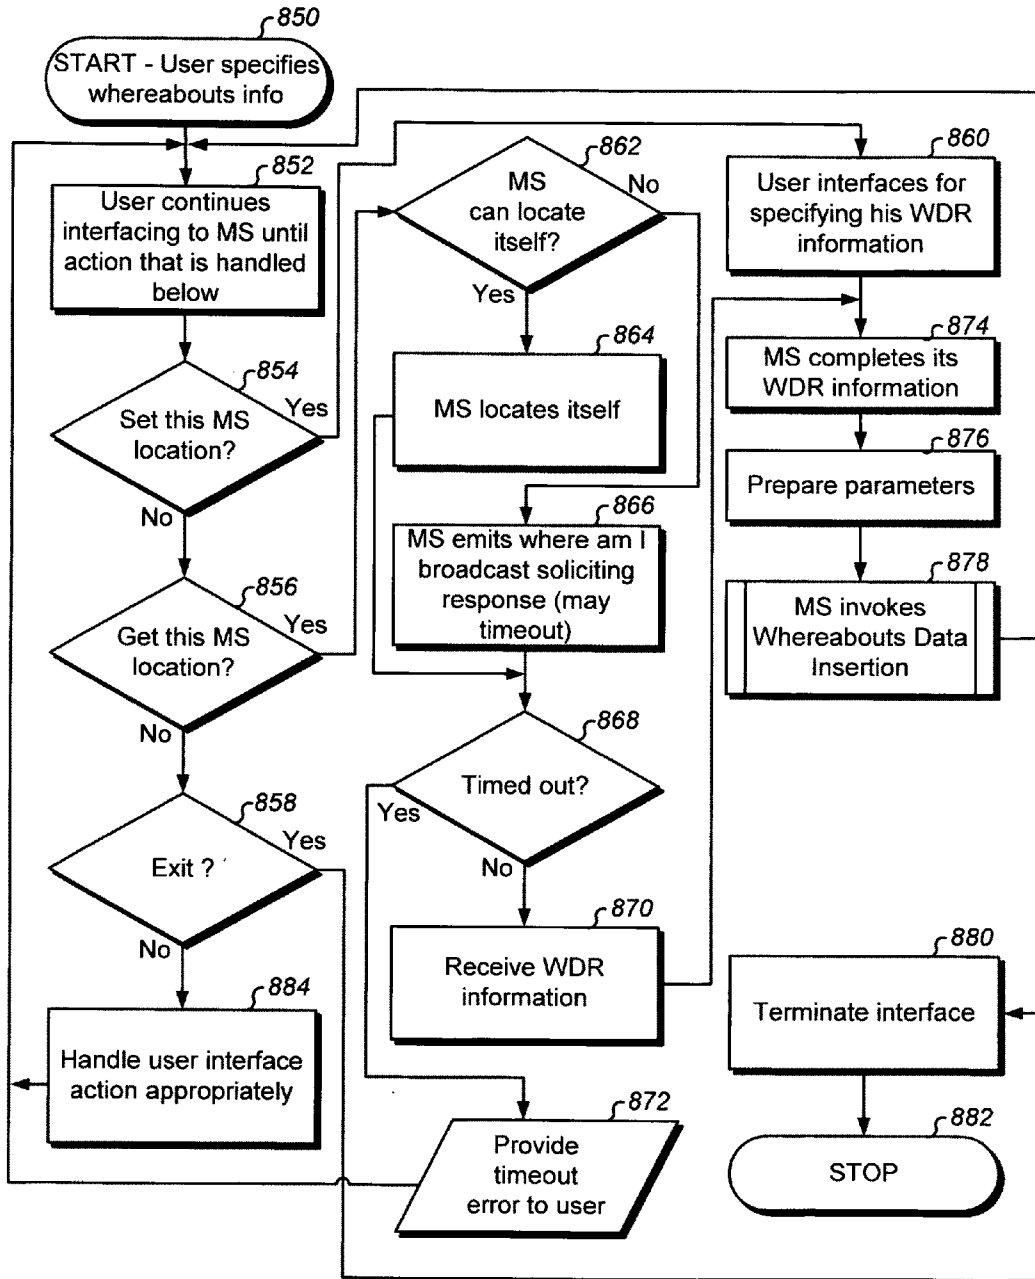 850
START - User specifies
whereabouts info
852
User continues
interfacing to MS until
action that is handled
below
854
Set this MS
location?
Yes
No
856
Get this MS
location?
Yes
No
858
Exit ?
Yes
No
884
Handle user interface
action appropriately
862
MS
can locate
itself?
No
Yes
864
MS locates itself
866
MS emits where am I
broadcast soliciting
response (may
timeout)
868
Timed out?
Yes
No
870
Receive WDR
information
872
Provide
timeout
error to user
860
User interfaces for
specifying his WDR
information
874
MS completes its
WDR information
876
Prepare parameters
878
MS invokes
Whereabouts Data
Insertion
880
Terminate interface
882
STOP